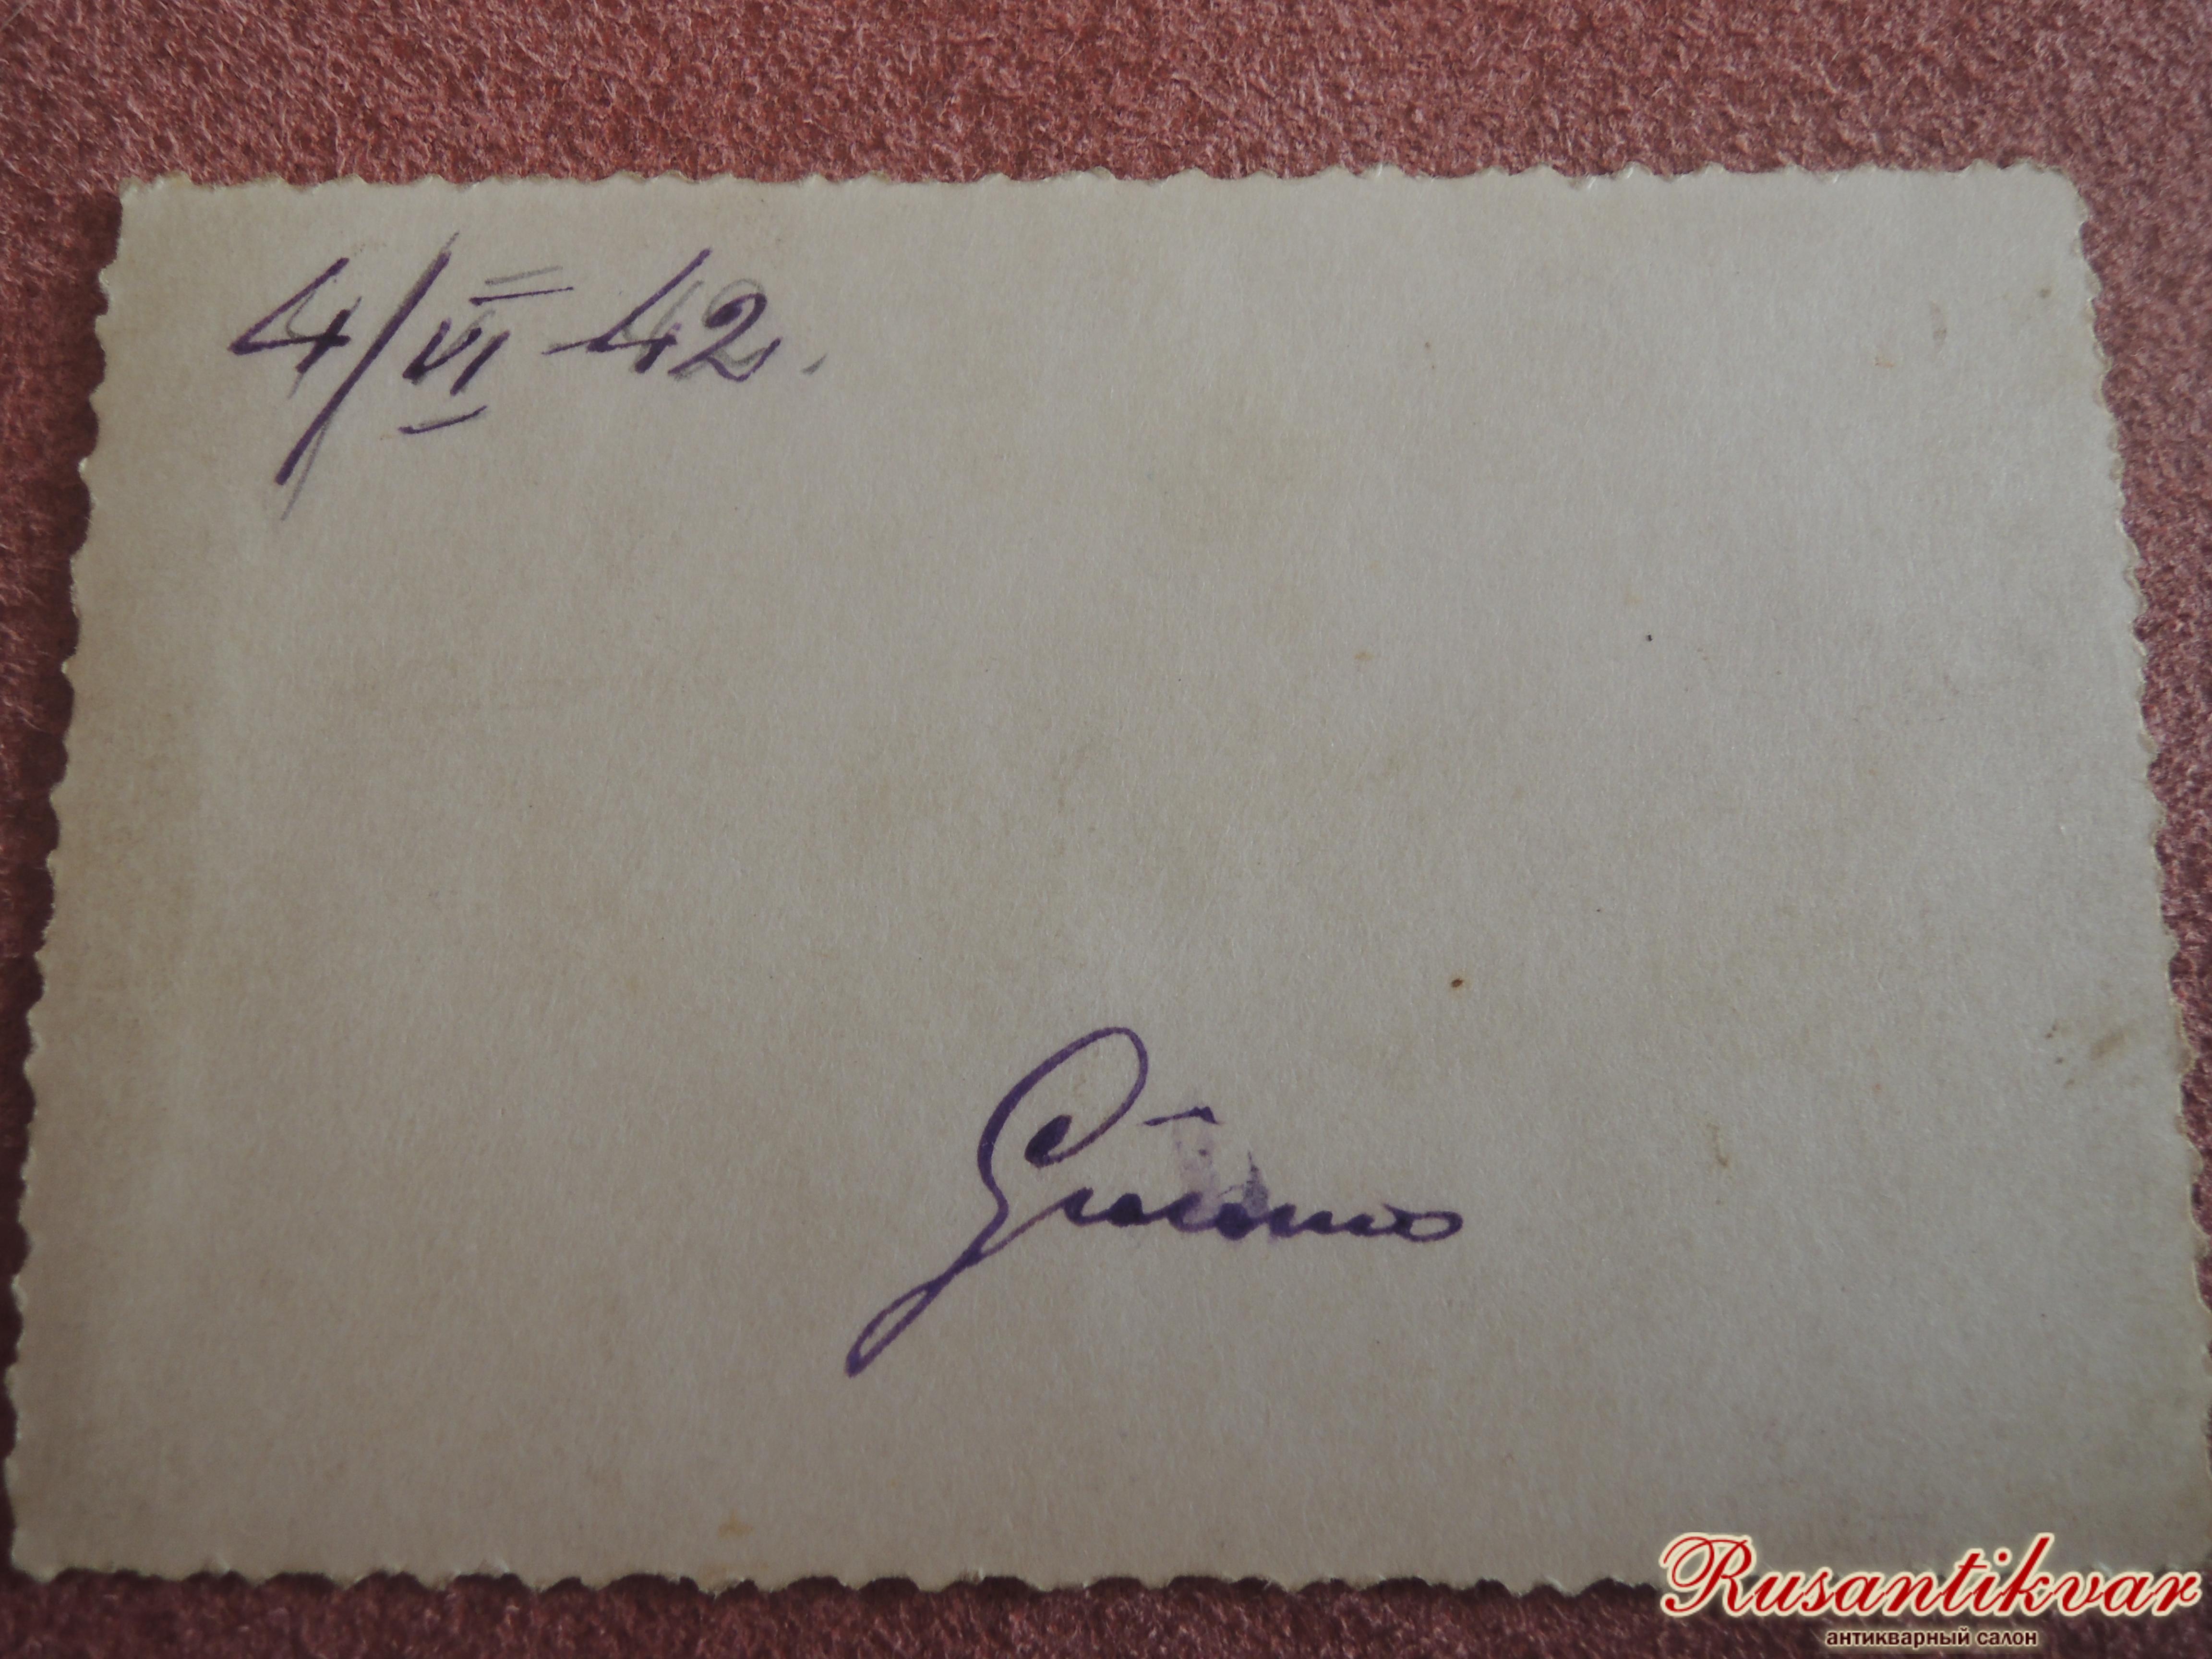 4/VI-42.
Rusantikvar
антикварный салон